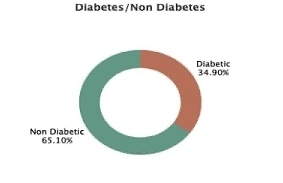 Diabetes/Non Diabetes
Diabetic
34.90%
Non Diabetic
65.10%